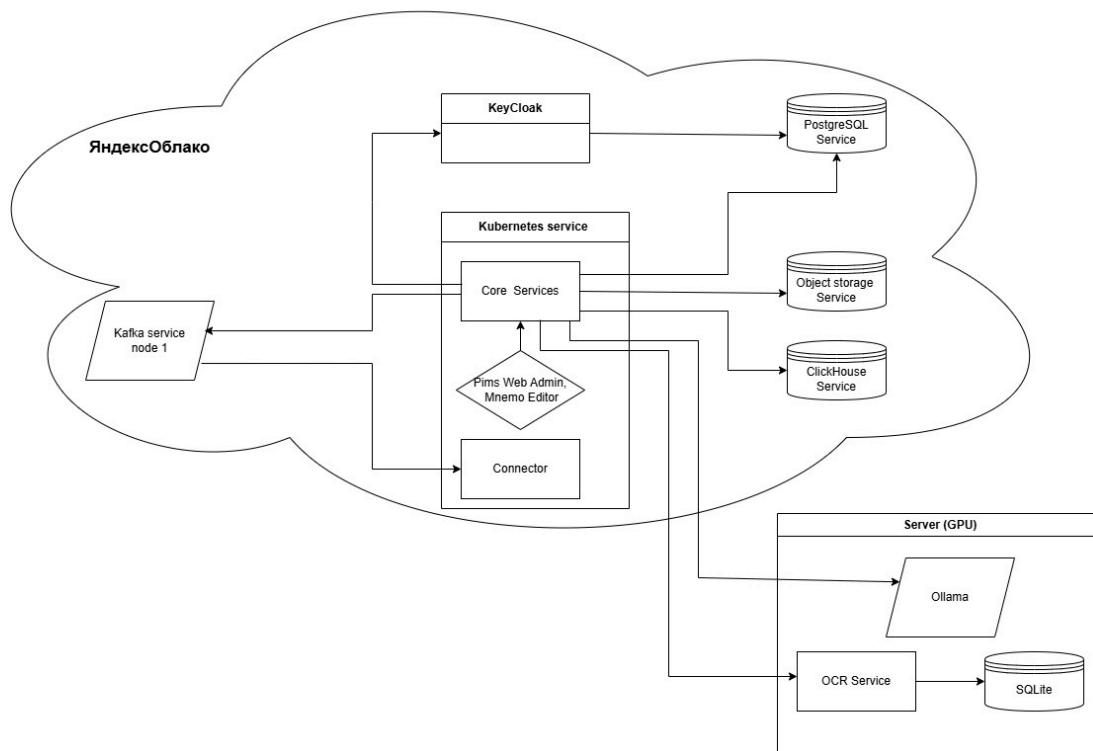 KeyCloak
PostgreSQL
Service
ЯндексОблако
Kubernetes service
Core Services
Object storage
Service
Kafka service
node 1
Pims Web Admin,
Mnemo Editor
ClickHouse
Service
Connector
Server (GPU)
Ollama
OCR Service
SQLite